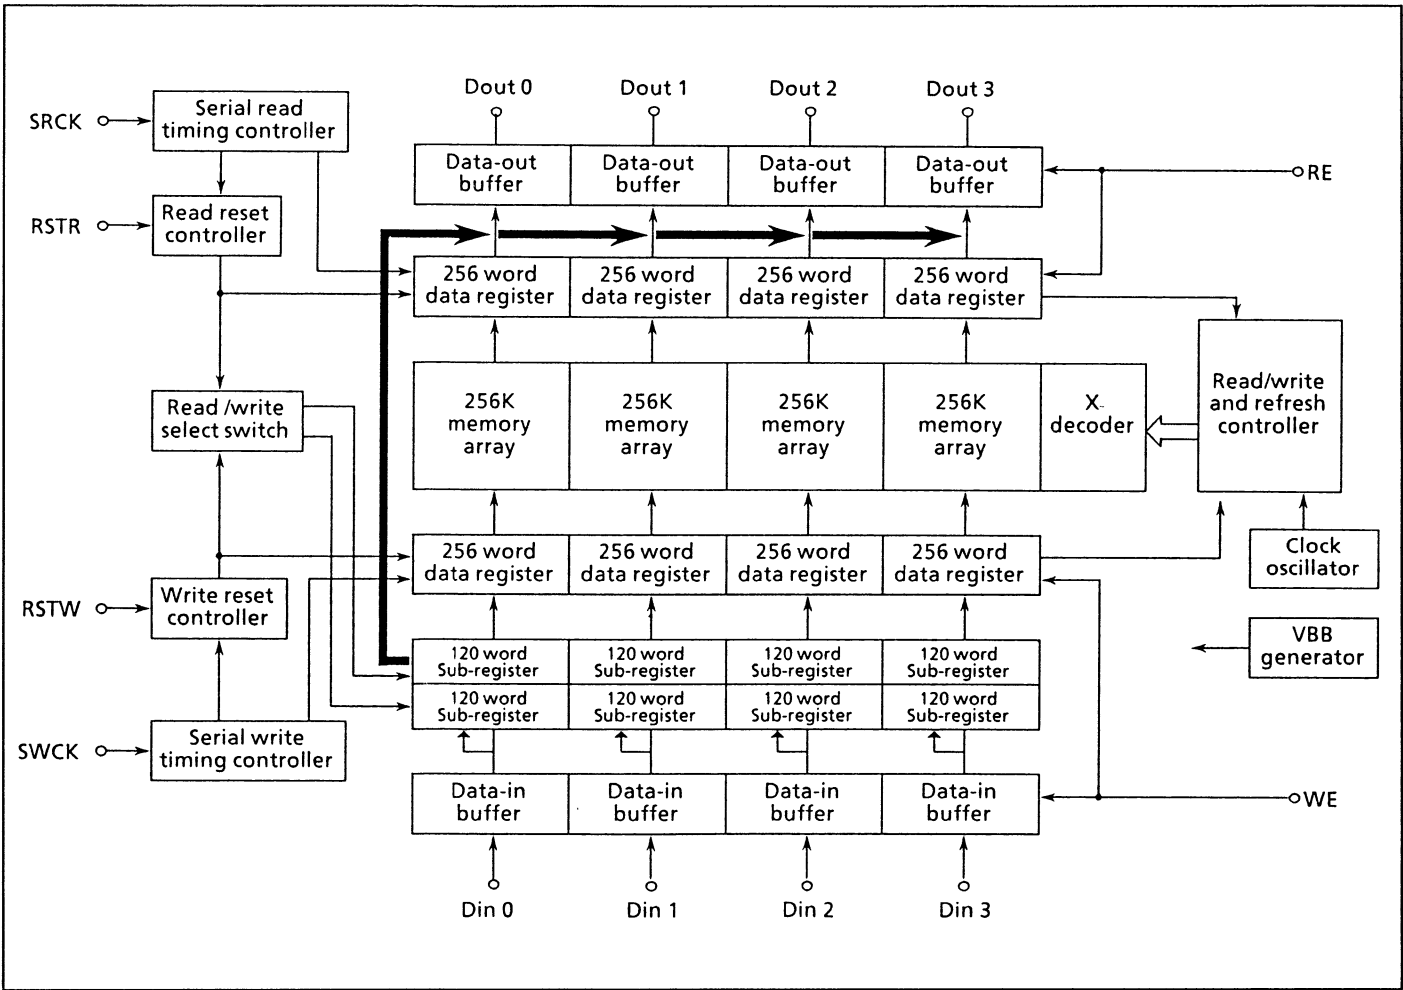 Dout 0
Dout 1
Dout 2
Dout 3
SRCK
Serial read
timing controller
Data-out
buffer
Data-out
buffer
Data-out
buffer
Data-out
buffer
RE
RSTR
Read reset
controller
256 word
data register
256 word
data register
256 word
data register
256 word
data register
Read /write
select switch
256K
memory
array
256K
memory
array
256K
memory
array
256K
memory
array
X-
decoder
Read/write
and refresh
controller
256 word
data register
256 word
data register
256 word
data register
256 word
data register
Clock
oscillator
RSTW
Write reset
controller
120 word
Sub-register
120 word
Sub-register
120 word
Sub-register
120 word
Sub-register
VBB
generator
120 word
Sub-register
120 word
Sub-register
120 word
Sub-register
120 word
Sub-register
SWCK
Serial write
timing controller
Data-in
buffer
Data-in
buffer
Data-in
buffer
Data-in
buffer
WE
Din 0
Din 1
Din 2
Din 3